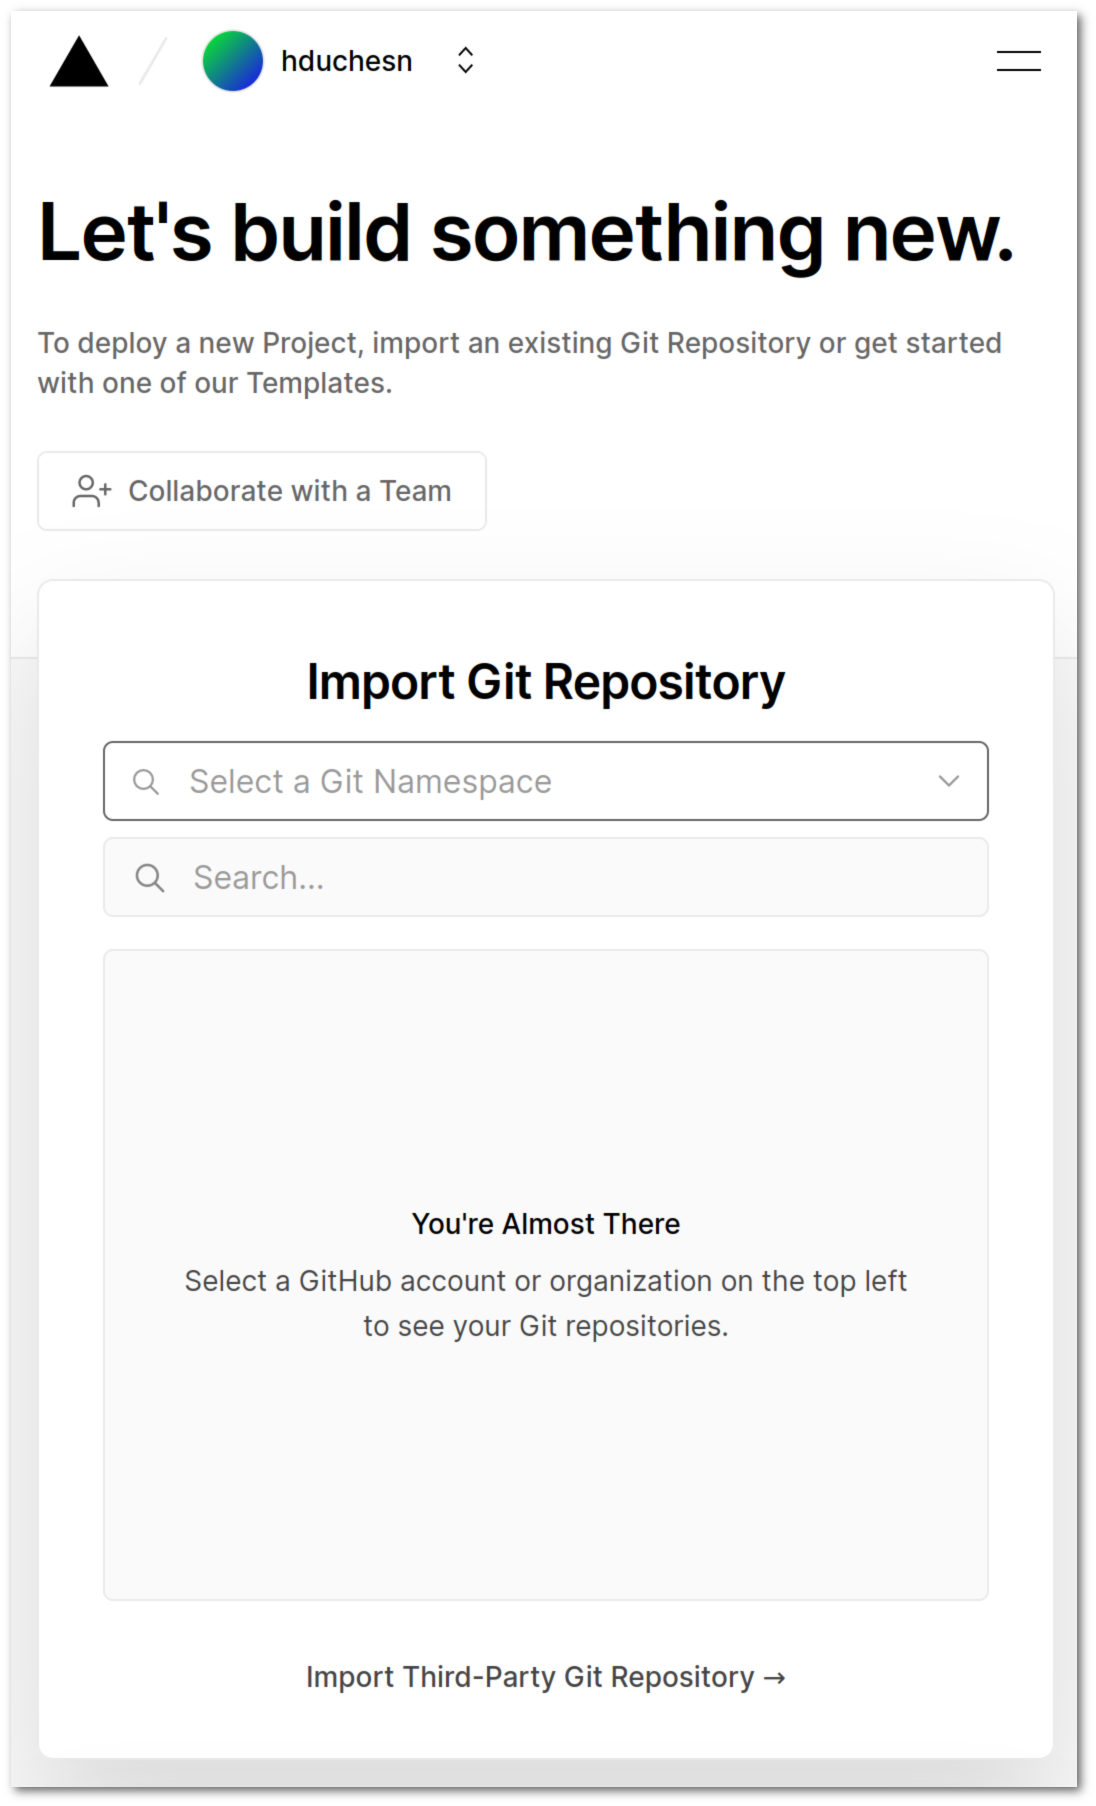 hduchesn
Let's build something new.
To deploy a new Project, import an existing Git Repository or get started
with one of our Templates.
Collaborate with a Team
Import Git Repository
Select a Git Namespace
Search...
You're Almost There
Select a GitHub account or organization on the top left
to see your Git repositories.
Import Third-Party Git Repository →